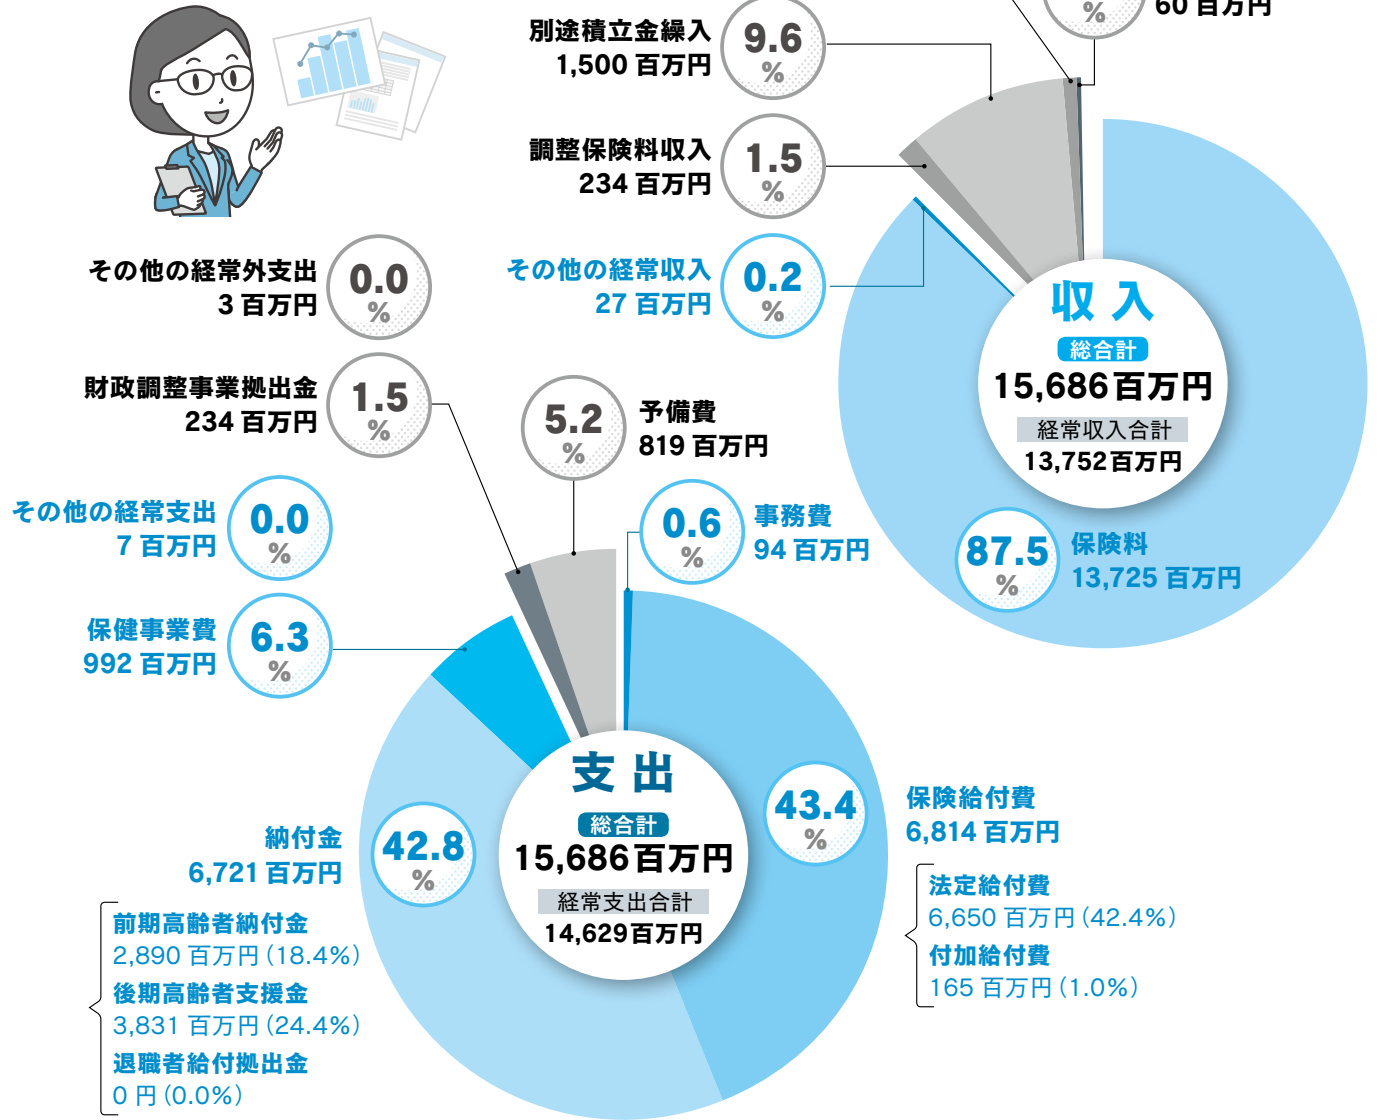 %
60 百万円
別途積立金繰入
1,500 百万円
9.6
%
調整保険料収入
234 百万円
1.5
%
その他の経常収入
27 百万円
0.2
%
収入
総合計
15,686百万円
経常収入合計
13,752百万円
87.5
%
保険料
13,725 百万円
その他の経常外支出
3 百万円
0.0
%
財政調整事業拠出金
234 百万円
1.5
%
5.2
%
予備費
819 百万円
その他の経常支出
7 百万円
0.0
%
0.6
%
事務費
94 百万円
保健事業費
992 百万円
6.3
%
支出
総合計
15,686百万円
経常支出合計
14,629百万円
43.4
%
保険給付費
6,814 百万円
法定給付費
6,650 百万円(42.4%)
付加給付費
165 百万円(1.0%)
納付金
6,721 百万円
42.8
%
前期高齢者納付金
2,890 百万円(18.4%)
後期高齢者支援金
3,831 百万円(24.4%)
退職者給付拠出金
0 円(0.0%)